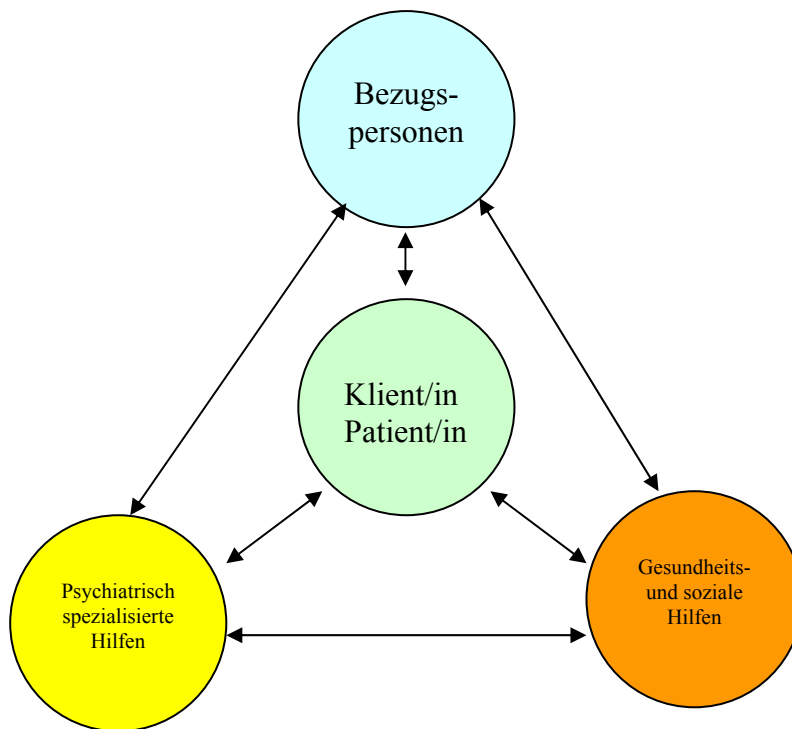 Bezugs-
personen
Klient/in
Patient/in
Psychiatrisch
spezialisierte
Hilfen
Gesundheits-
und soziale
Hilfen